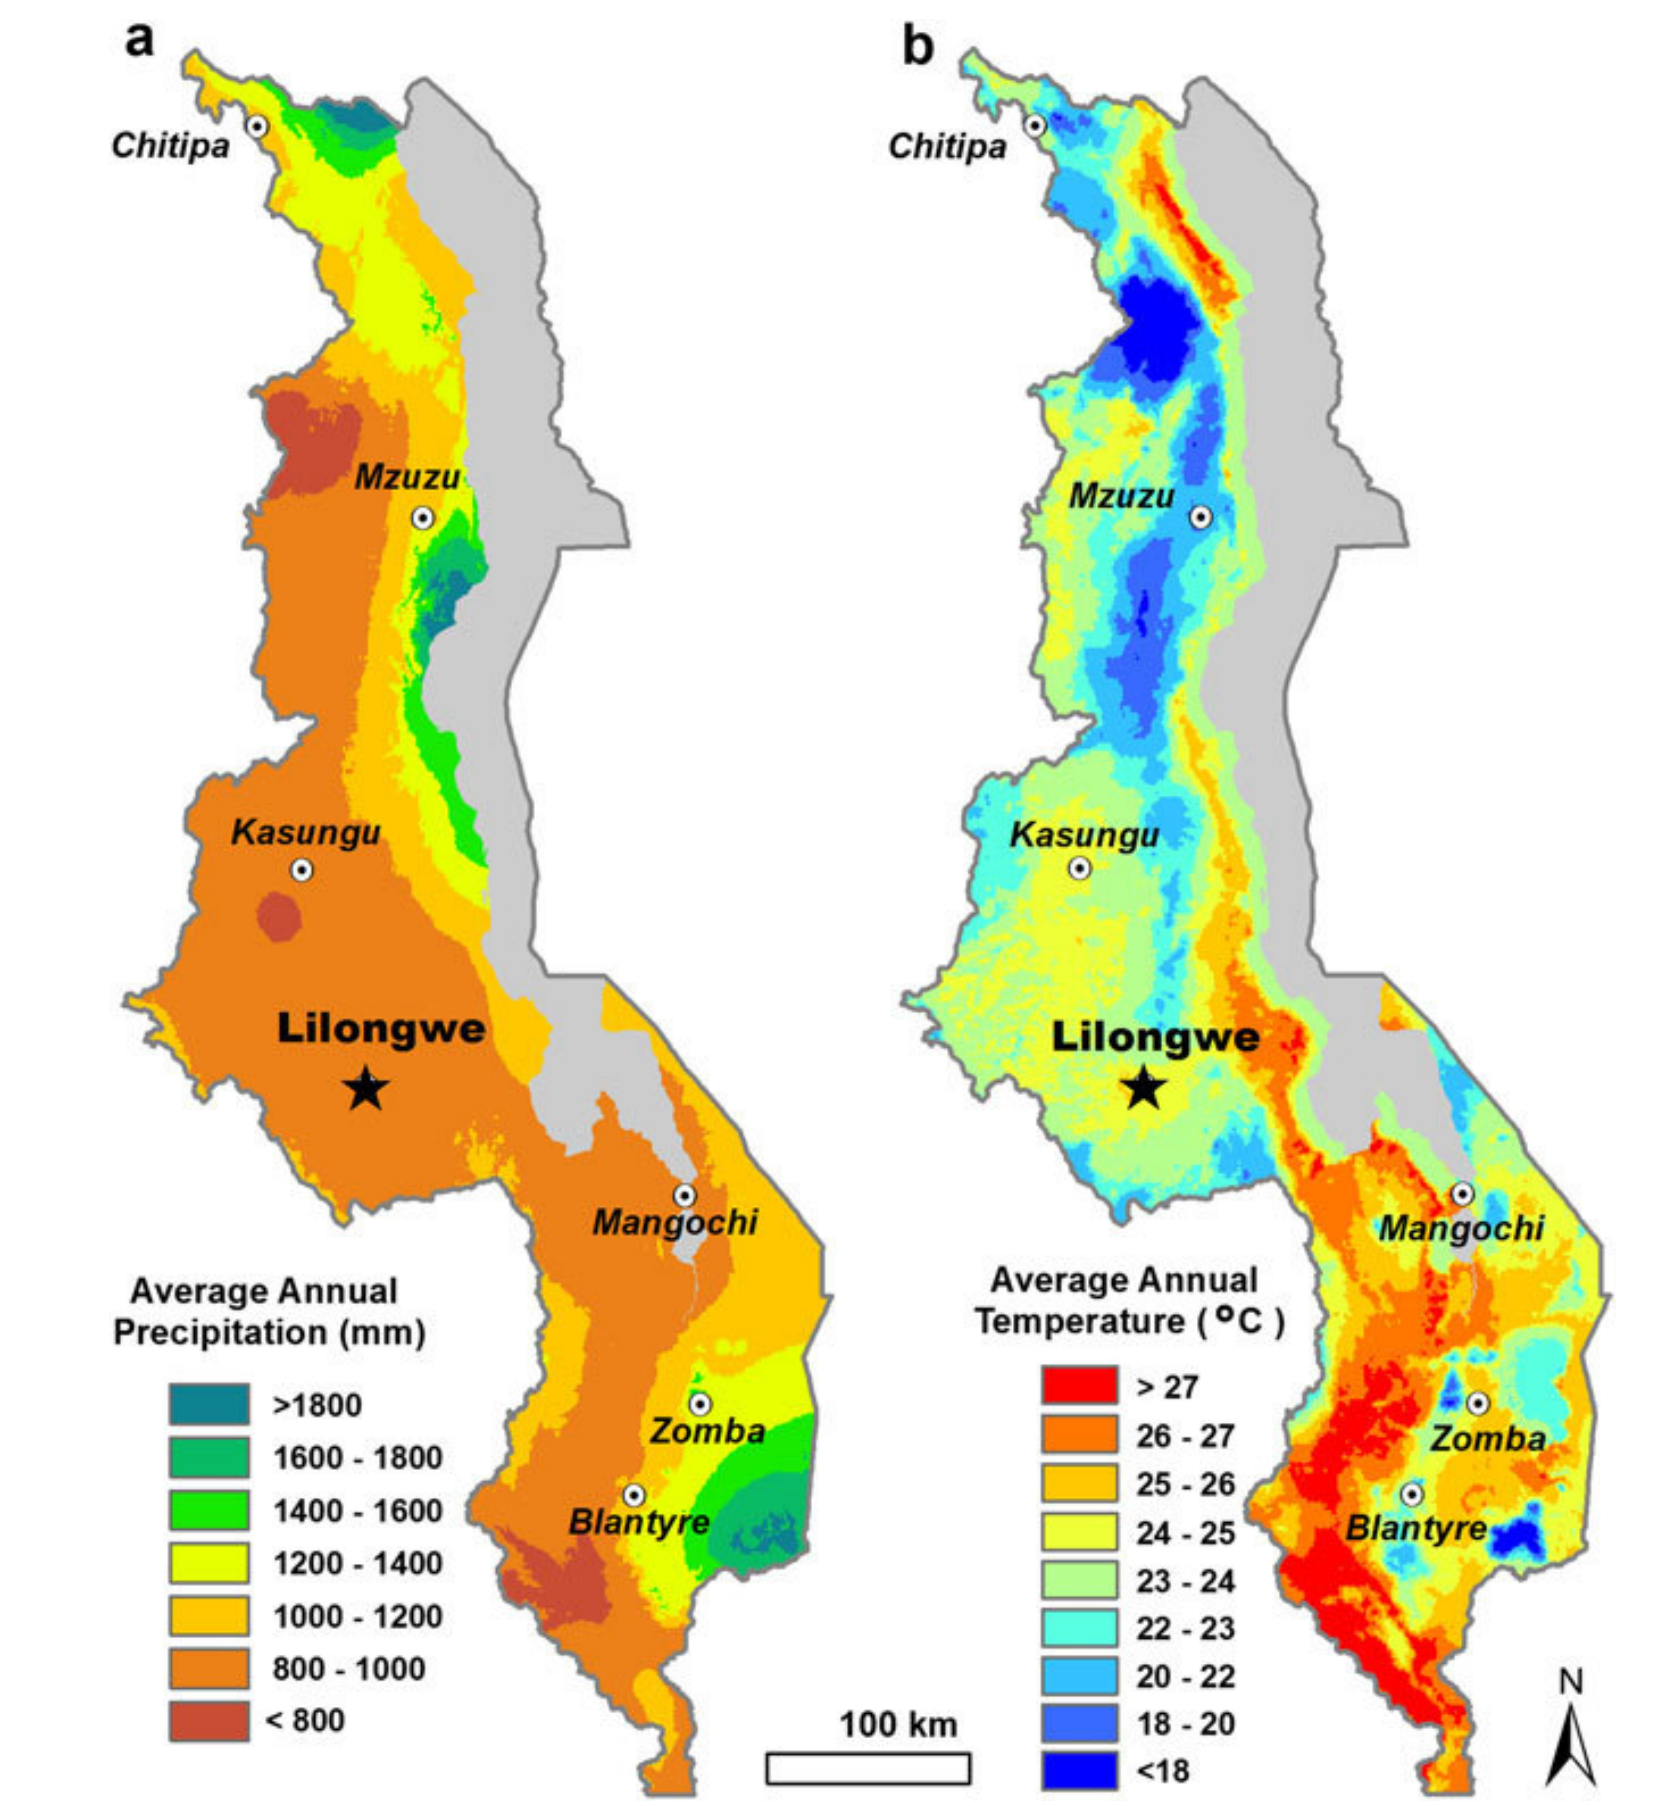 a
Chitipa
Mzuzu
Kasungu
Lilongwe
Mangochi
Zomba
Blantyre
Average Annual
Precipitation (mm)
>1800
1600 - 1800
1400 - 1600
1200 - 1400
1000 - 1200
800 - 1000
< 800
100 km
b
Chitipa
Mzuzu
Kasungu
Lilongwe
Mangochi
Zomba
Blantyre
Average Annual
Temperature (°C )
> 27
26 - 27
25 - 26
24 - 25
23 - 24
22 - 23
20 - 22
18 - 20
<18
N